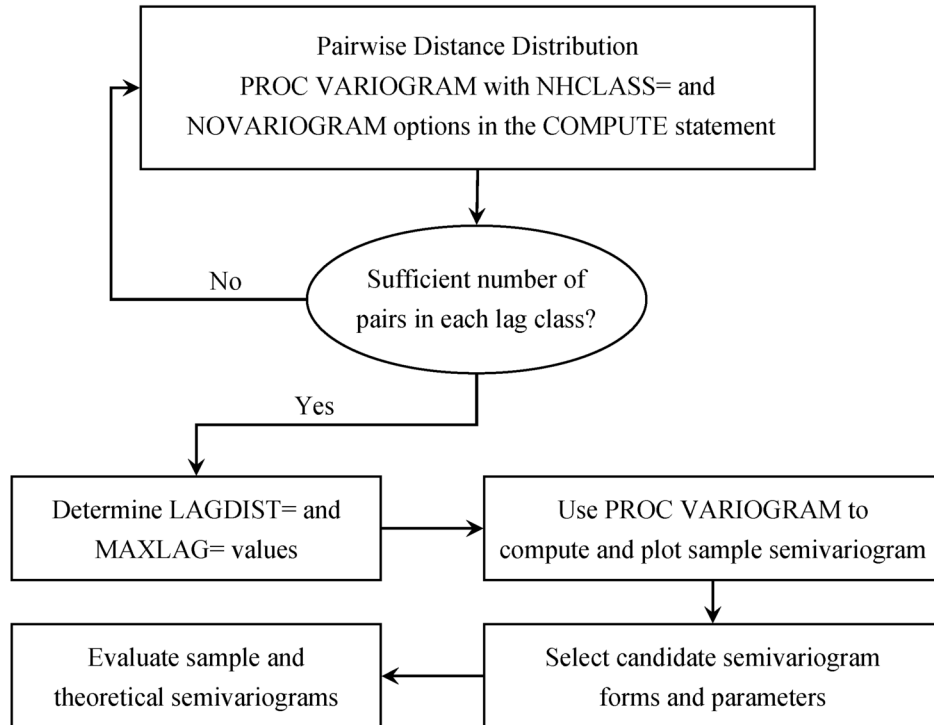 Pairwise Distance Distribution
PROC VARIOGRAM with NHCLASS= and
NOVARIOGRAM options in the COMPUTE statement
No
Sufficient number of
pairs in each lag class?
Yes
Determine LAGDIST= and
MAXLAG= values
Use PROC VARIOGRAM to
compute and plot sample semivariogram
Evaluate sample and
theoretical semivariograms
Select candidate semivariogram
forms and parameters